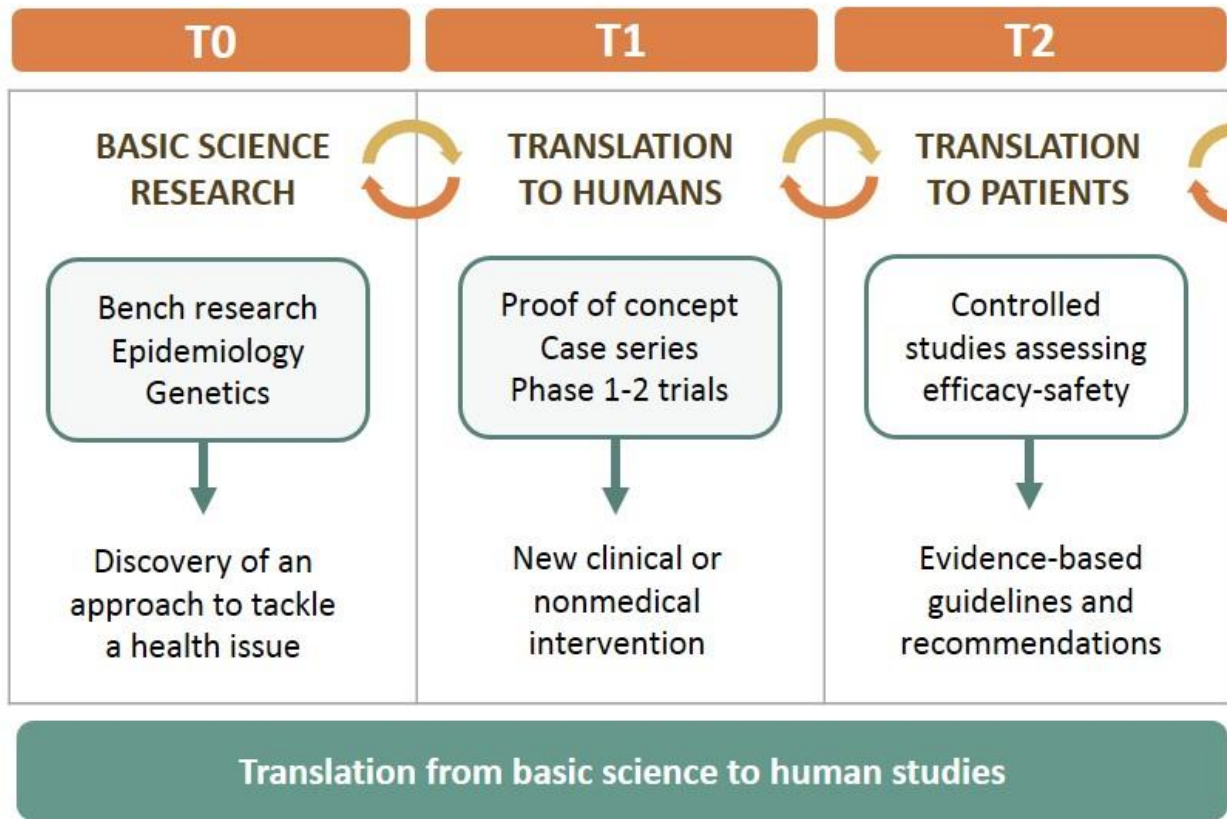 T0
T1
T2
BASIC SCIENCE
RESEARCH
TRANSLATION
TO HUMANS
TRANSLATION
TO PATIENTS
Bench research
Epidemiology
Genetics
Proof of concept
Case series
Phase 1-2 trials
Controlled
studies assessing
efficacy-safety
Discovery of an
approach to tackle
a health issue
New clinical or
nonmedical
intervention
Evidence-based
guidelines and
recommendations
Translation from basic science to human studies